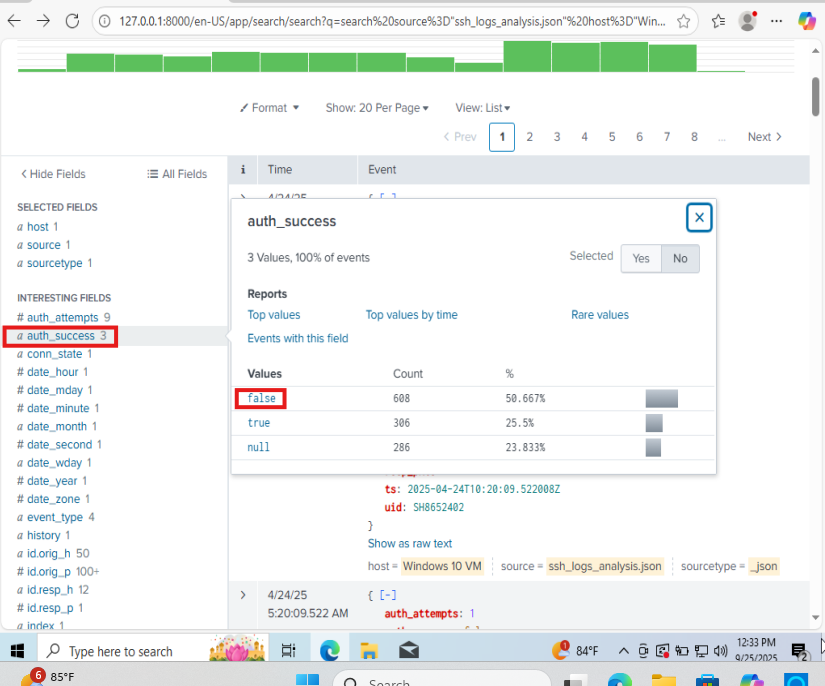 127.0.0.1:8000/en-US/app/search/search?q=search%20source%3D"ssh_logs_analysis.json"%20host%3D"Win...
Format
Show: 20 Per Page
View: List
< Prev 1 2 3 4 5 6 7 8 ... Next >
< Hide Fields All Fields i Time Event
SELECTED FIELDS
a host 1
a source 1
a sourcetype 1
INTERESTING FIELDS
# auth_attempts 9
a auth_success 3
a conn_state 1
# date_hour 1
# date_mday 1
# date_minute 1
a date_month 1
# date_second 1
a date_wday 1
# date_year 1
# date_zone 1
a event_type 4
a history 1
a id.orig_h 50
# id.orig_p 100+
a id.resp_h 12
# id.resp_p 1
a index 1
auth_success X
3 Values, 100% of events Selected Yes No
Reports
Top values Top values by time Rare values
Events with this field
Values Count %
false 608 50.667%
true 306 25.5%
null 286 23.833%
ts: 2025-04-24T10:20:09.522008Z
uid: SH8652402
}
Show as raw text
host = Windows 10 VM source = ssh_logs_analysis.json sourcetype = _json
> 4/24/25 { [-]
5:20:09.522 AM auth_attempts: 1
Type here to search 1 84°F 12:33 PM
9/25/2025 2
6 85°F
Search